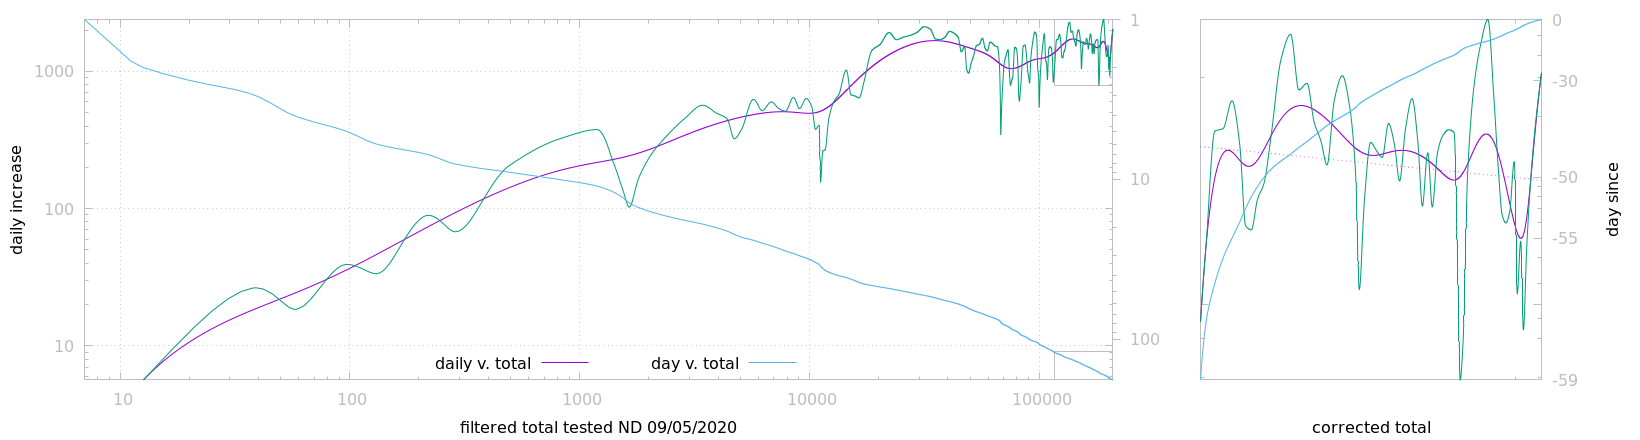 daily increase
1000
100
10
10
100
1000
10000
100000
1
10
100
daily v. total
day v. total
filtered total tested ND 09/05/2020
0
-30
-50
-55
-59
day since
corrected total